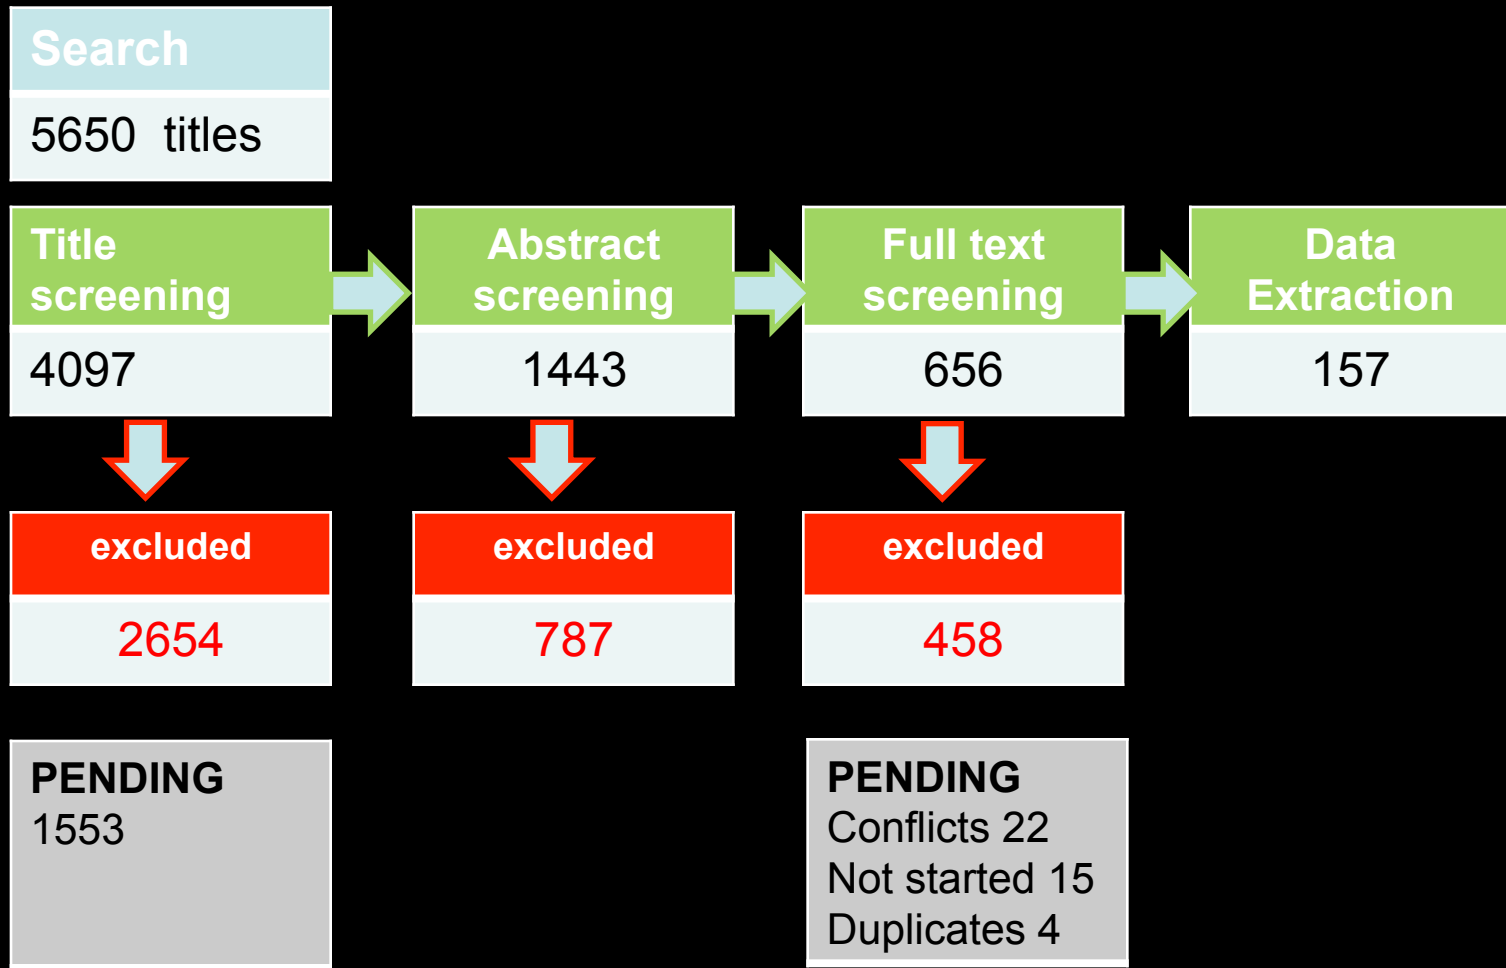 Search
5650 titles
Title
screening
4097
Abstract
screening
1443
Full text
screening
656
Data
Extraction
157
excluded
2654
excluded
787
excluded
458
PENDING
1553
PENDING
Conflicts 22
Not started 15
Duplicates 4